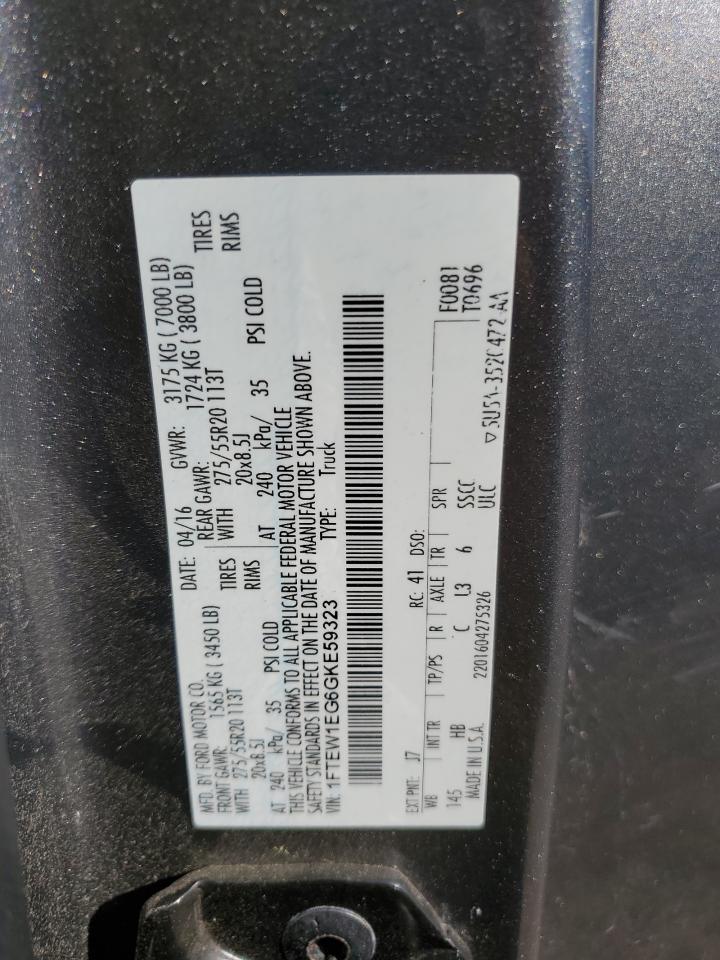 MFD. BY FORD MOTOR CO. DATE: 04/16 GVWR: 3175 KG ( 7000 LB)
FRONT GAWR: 1565 KG ( 3450 LB) REAR GAWR: 1724 KG ( 3800 LB)
WITH 275/55R20 113T TIRES WITH 275/55R20 113T TIRES
20x8.5J RIMS 20x8.5J RIMS
AT 240 kPa/ 35 PSI COLD AT 240 kPa/ 35 PSI COLD
THIS VEHICLE CONFORMS TO ALL APPLICABLE FEDERAL MOTOR VEHICLE
SAFETY STANDARDS IN EFFECT ON THE DATE OF MANUFACTURE SHOWN ABOVE.
VIN: 1FTEW1EG6GKE59323 TYPE: Truck
EXT PNT: J7 RC: 41 DSO: F0081
WB INT TR TP/PS R AXLE TR SPR T0696
145 HB C L3 6 SSCC
MADE IN U.S.A. 2201604275326 ULC